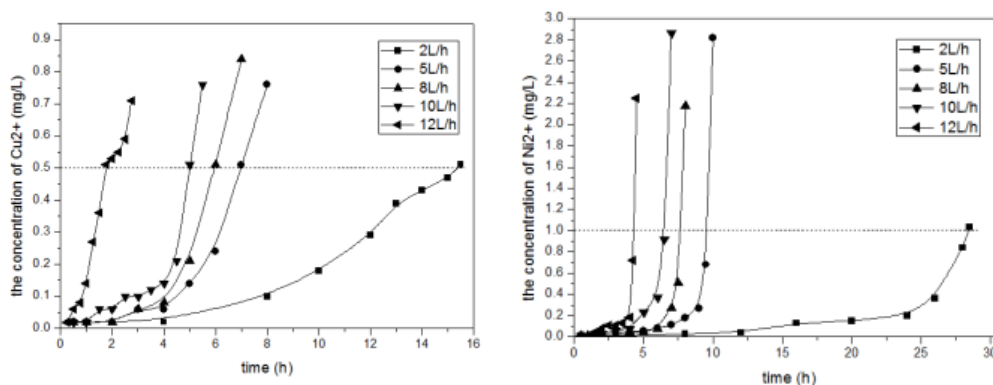 the concentration of Cu2+ (mg/L)
0.9
0.8
0.7
0.6
0.5
0.4
0.3
0.2
0.1
0.0
2L/h
5L/h
8L/h
10L/h
12L/h
0 2 4 6 8 10 12 14 16
time (h)
the concentration of Ni2+ (mg/L)
3.0
2.8
2.6
2.4
2.2
2.0
1.8
1.6
1.4
1.2
1.0
0.8
0.6
0.4
0.2
0.0
2L/h
5L/h
8L/h
10L/h
12L/h
0 5 10 15 20 25 30
time (h)